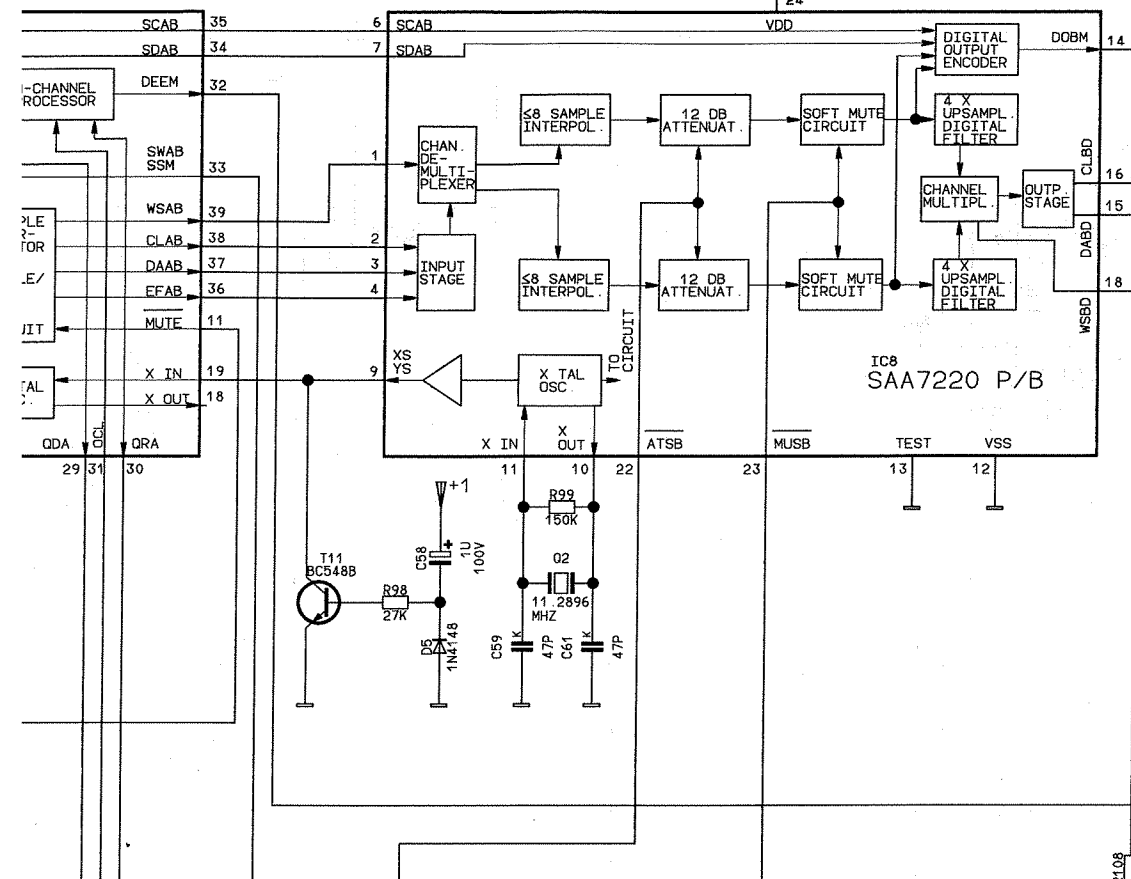 24
SCAB 35
6 SCAB
VDD
SDAB 34
7 SDAB
DIGITAL
OUTPUT
ENCODER
DOBM 14
-CHANNEL
ROCESSOR
DEEM 32
≤8 SAMPLE
INTERPOL.
12 DB
ATTENUAT.
SOFT MUTE
CIRCUIT
4 X
UPSAMPL.
DIGITAL
FILTER
SWAB
SSM 33
1
CHAN.
DE-
MULTI-
PLEXER
CLBD
16
CHANNEL
MULTIPL.
OUTP.
STAGE
15
DABD
PLE
R-
TOR
LE/
UIT
WSAB 39
CLAB 38
2
DAAB 37
3
EFAB 36
4
INPUT
STAGE
≤8 SAMPLE
INTERPOL.
12 DB
ATTENUAT.
SOFT MUTE
CIRCUIT
4 X
UPSAMPL.
DIGITAL
FILTER
18
WSBD
MUTE 11
XS
YS
TO
CIRCUIT
X IN 19
9
X TAL
OSC.
IC8
SAA7220 P/B
TAL
C.
X OUT 18
QDA
QCL
QRA
X IN
X
OUT
ATSB
MUSB
TEST
VSS
29
31
30
11
10
22
23
13
12
+1
R99
150K
C58
+
1U
100V
T11
BC548B
Q2
11.2896
MHZ
R98
27K
D5
1N4148
C59
K
47P
C61
K
47P